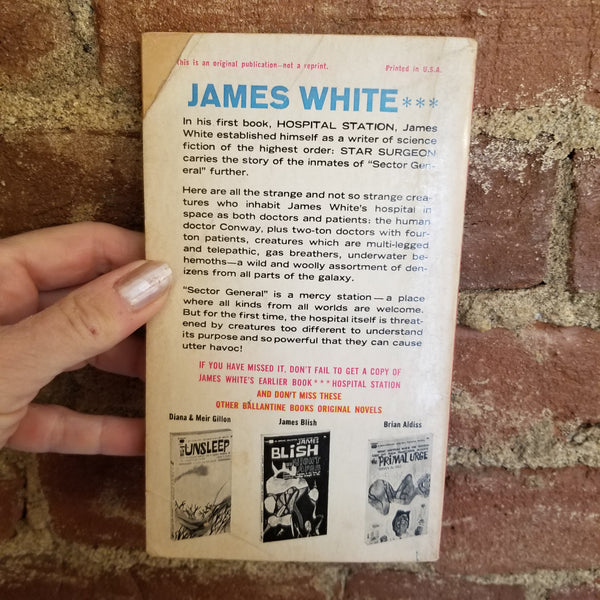 This is an original publication—not a reprint. Printed in U.S.A.
JAMES WHITE***
In his first book, HOSPITAL STATION, James
White established himself as a writer of science
fiction of the highest order: STAR SURGEON
carries the story of the inmates of "Sector Gen-
eral" further.
Here are all the strange and not so strange crea-
tures who inhabit James White's hospital in
space as both doctors and patients: the human
doctor Conway, plus two-ton doctors with four-
ton patients, creatures which are multi-legged
and telepathic, gas breathers, underwater be-
hemoths—a wild and woolly assortment of den-
izens from all parts of the galaxy.
"Sector General" is a mercy station — a place
where all kinds from all worlds are welcome.
But for the first time, the hospital itself is threat-
ened by creatures too different to understand
its purpose and so powerful that they can cause
utter havoc!
IF YOU HAVE MISSED IT, DON'T FAIL TO GET A COPY OF
JAMES WHITE'S EARLIER BOOK***HOSPITAL STATION
AND DON'T MISS THESE
OTHER BALLANTINE BOOKS ORIGINAL NOVELS
Diana & Meir Gillon James Blish Brian Aldiss
UNSLEEP
JAMES
BLISH
PRIMAL URGE